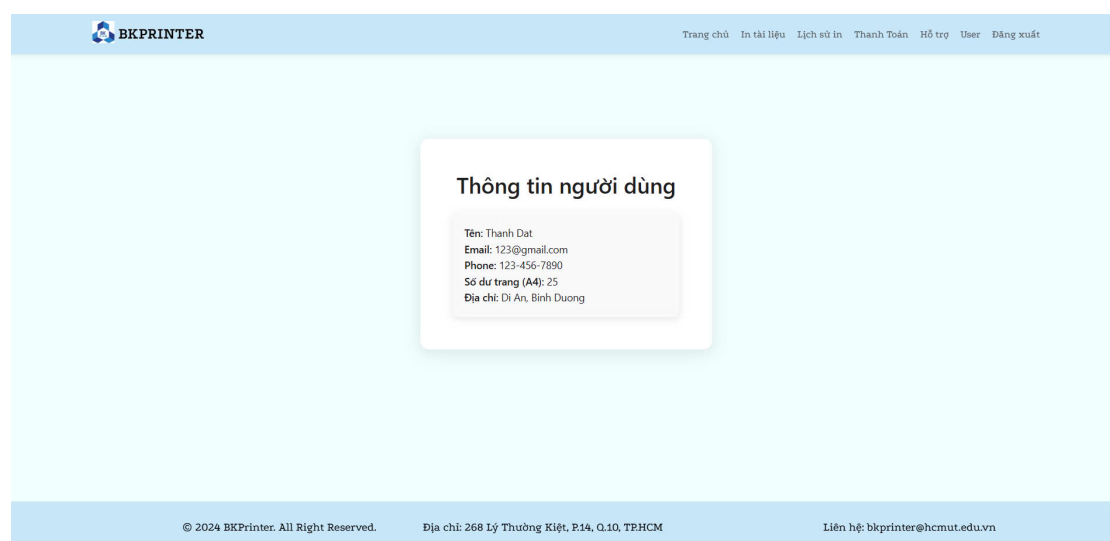 BKPRINTER
Trang chủ In tài liệu Lịch sử in Thanh Toán Hỗ trợ User Đăng xuất
Thông tin người dùng
Tên: Thanh Dat
Email: 123@gmail.com
Phone: 123-456-7890
Số dư trang (A4): 25
Địa chỉ: Di An, Binh Duong
© 2024 BKPrinter. All Right Reserved. Địa chỉ: 268 Lý Thường Kiệt, P.14, Q.10, TP.HCM Liên hệ: bkprinter@hcmut.edu.vn